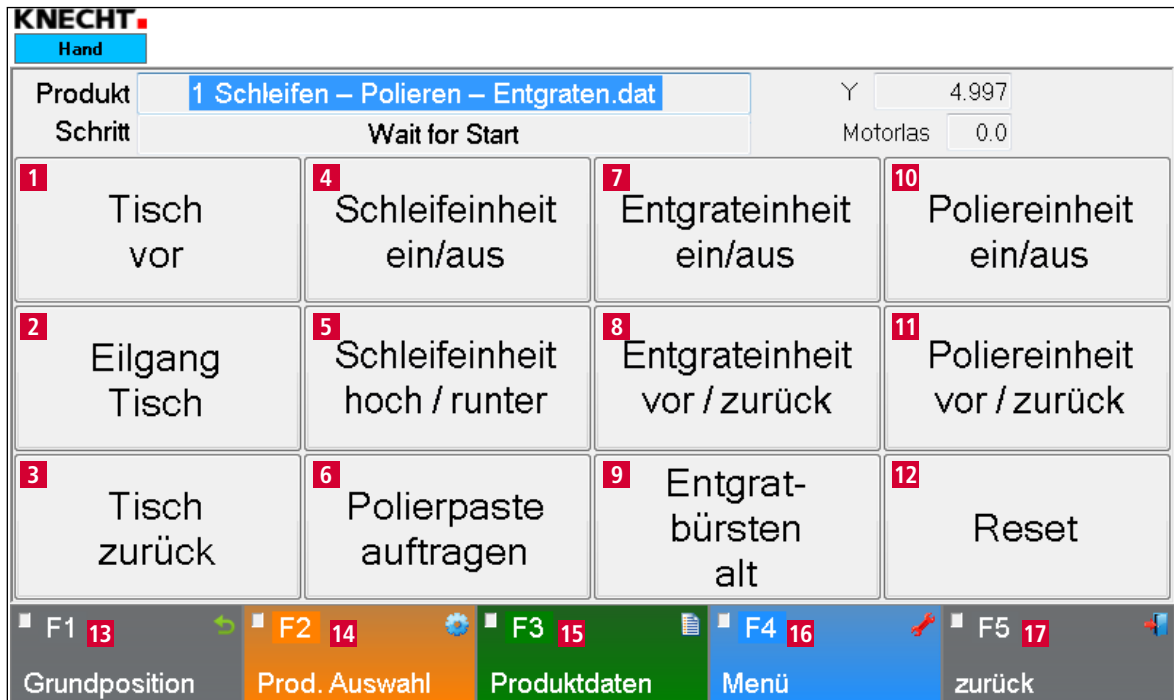 KNECHT
Hand
Produkt 1 Schleifen – Polieren – Entgraten.dat Y 4.997
Schritt Wait for Start Motorlas 0.0
1 Tisch
vor
4 Schleifeinheit
ein/aus
7 Entgrateinheit
ein/aus
10 Poliereinheit
ein/aus
2 Eilgang
Tisch
5 Schleifeinheit
hoch / runter
8 Entgrateinheit
vor / zurück
11 Poliereinheit
vor / zurück
3 Tisch
zurück
6 Polierpaste
auftragen
9 Entgrat-
bürsten
alt
12 Reset
F1 13
Grundposition
F2 14
Prod. Auswahl
F3 15
Produktdaten
F4 16
Menü
F5 17
zurück